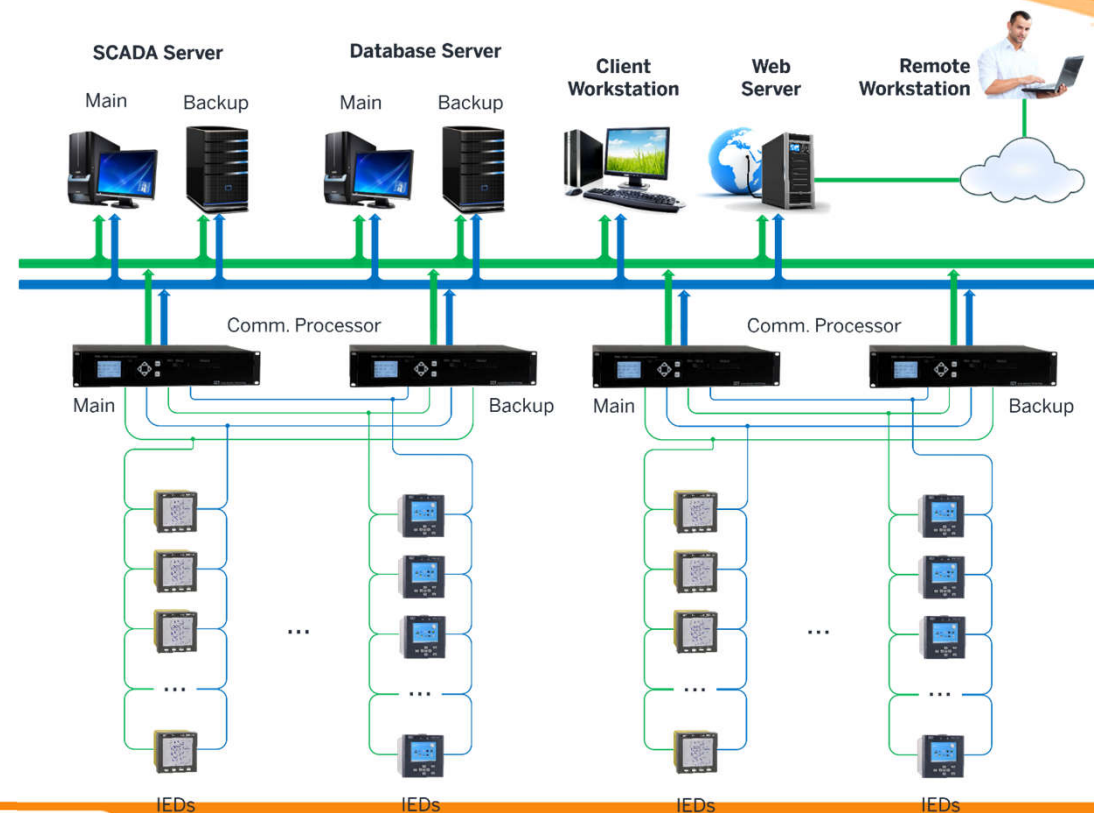 SCADA Server
Database Server
Client
Workstation
Web
Server
Remote
Workstation
Main
Backup
Main
Backup
Comm. Processor
Comm. Processor
Main
Backup
Main
Backup
...
...
...
...
...
...
IEDs
IEDs
IEDs
IEDs